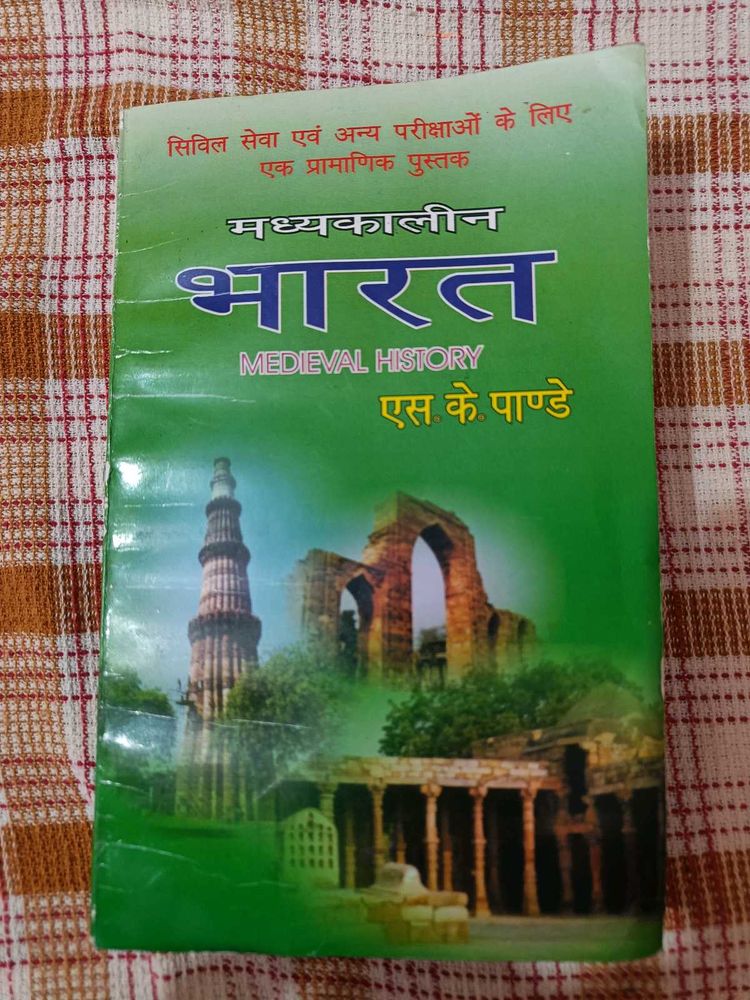 सिविल सेवा एवं अन्य परीक्षाओं के लिए
एक प्रामाणिक पुस्तक
मध्यकालीन
भारत
MEDIEVAL HISTORY
एस. के. पाण्डे